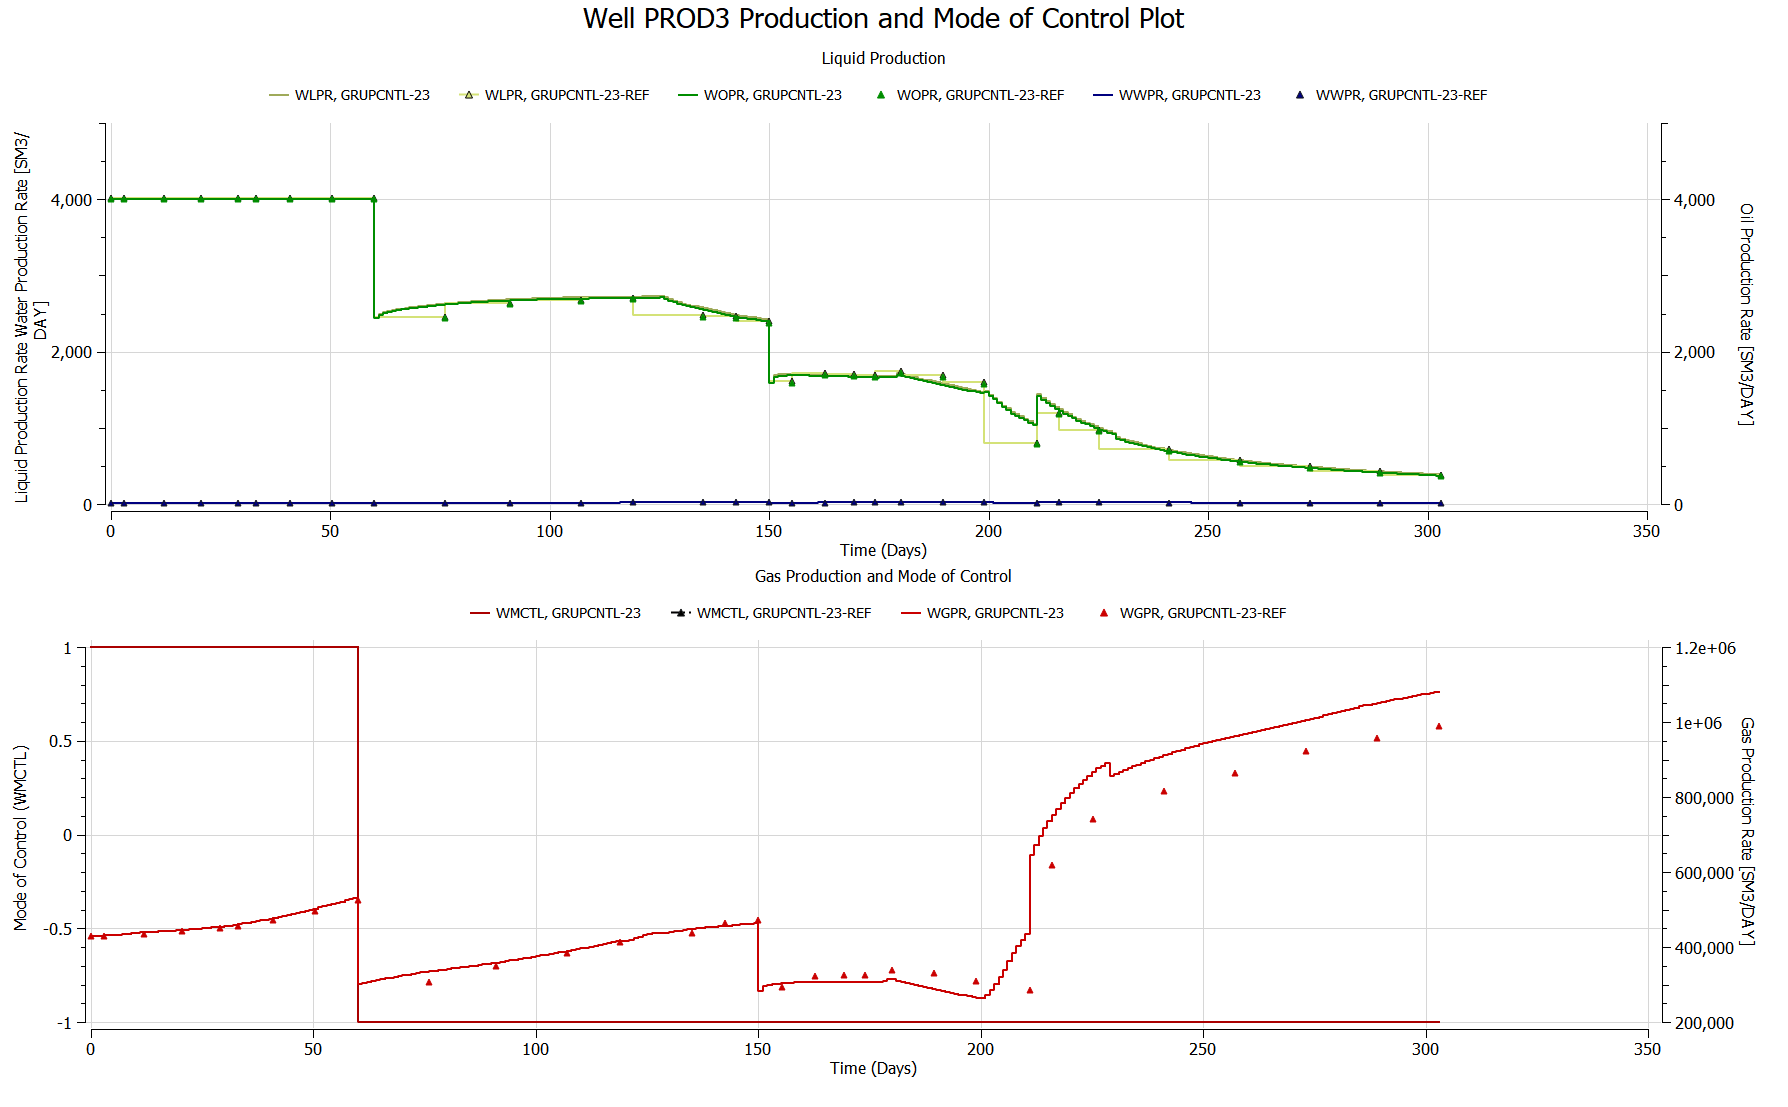 Well PROD3 Production and Mode of Control Plot
Liquid Production
WLPR, GRUPCNTL-23
WLPR, GRUPCNTL-23-REF
WOPR, GRUPCNTL-23
WOPR, GRUPCNTL-23-REF
WWPR, GRUPCNTL-23
WWPR, GRUPCNTL-23-REF
Liquid Production Rate Water Production Rate [SM3/
DAY]
4,000
2,000
0
4,000
2,000
0
Oil Production Rate [SM3/DAY]
0
50
100
150
200
250
300
350
Time (Days)
Gas Production and Mode of Control
WMCTL, GRUPCNTL-23
WMCTL, GRUPCNTL-23-REF
WGPR, GRUPCNTL-23
WGPR, GRUPCNTL-23-REF
Mode of Control (WMCTL)
1
0.5
0
-0.5
-1
1.2e+06
1e+06
800,000
600,000
400,000
200,000
Gas Production Rate [SM3/DAY]
0
50
100
150
200
250
300
350
Time (Days)